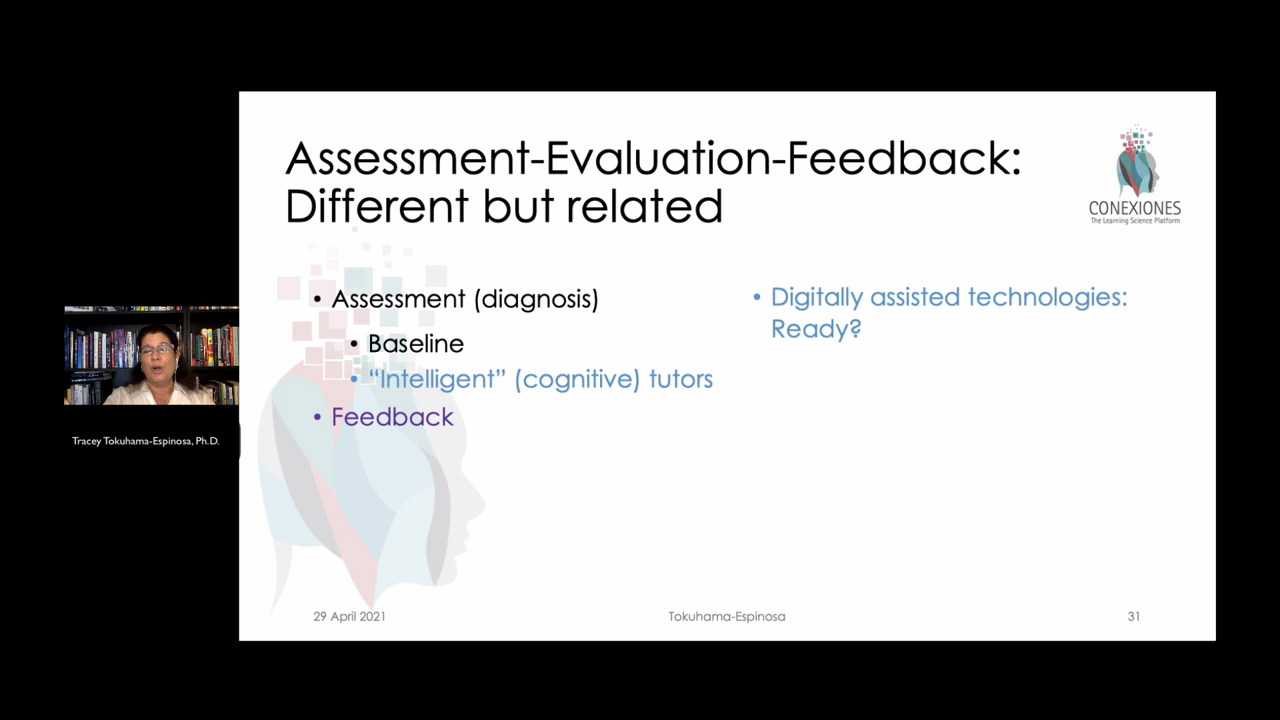 Assessment-Evaluation-Feedback:
Different but related
CONEXIONES
The Learning Science Platform
• Assessment (diagnosis)
• Baseline
• “Intelligent” (cognitive) tutors
• Feedback
• Digitally assisted technologies:
Ready?
Tracey Tokuhama-Espinosa, Ph.D.
29 April 2021
Tokuhama-Espinosa
31